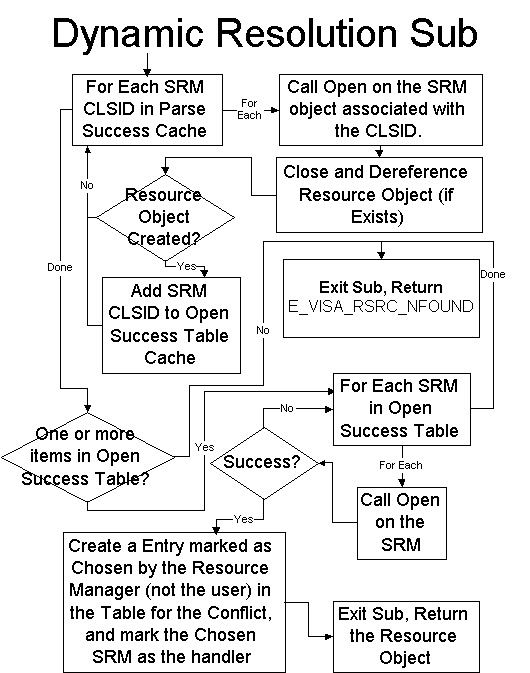 Dynamic Resolution Sub
For Each SRM
CLSID in Parse
Success Cache
For
Each
Call Open on the SRM
object associated with
the CLSID.
Close and Dereference
Resource Object (if
Exists)
No
Resource
Object
Created?
Yes
Add SRM
CLSID to Open
Success Table
Cache
Done
Exit Sub, Return
E_VISA_RSRC_NFOUND
Done
No
For Each SRM
in Open
Success Table
One or more
items in Open
Success Table?
Yes
No
Success?
For Each
Call Open
on the
SRM
Yes
Create a Entry marked as
Chosen by the Resource
Manager (not the user) in
the Table for the Conflict,
and mark the Chosen
SRM as the handler
Exit Sub, Return
the Resource
Object